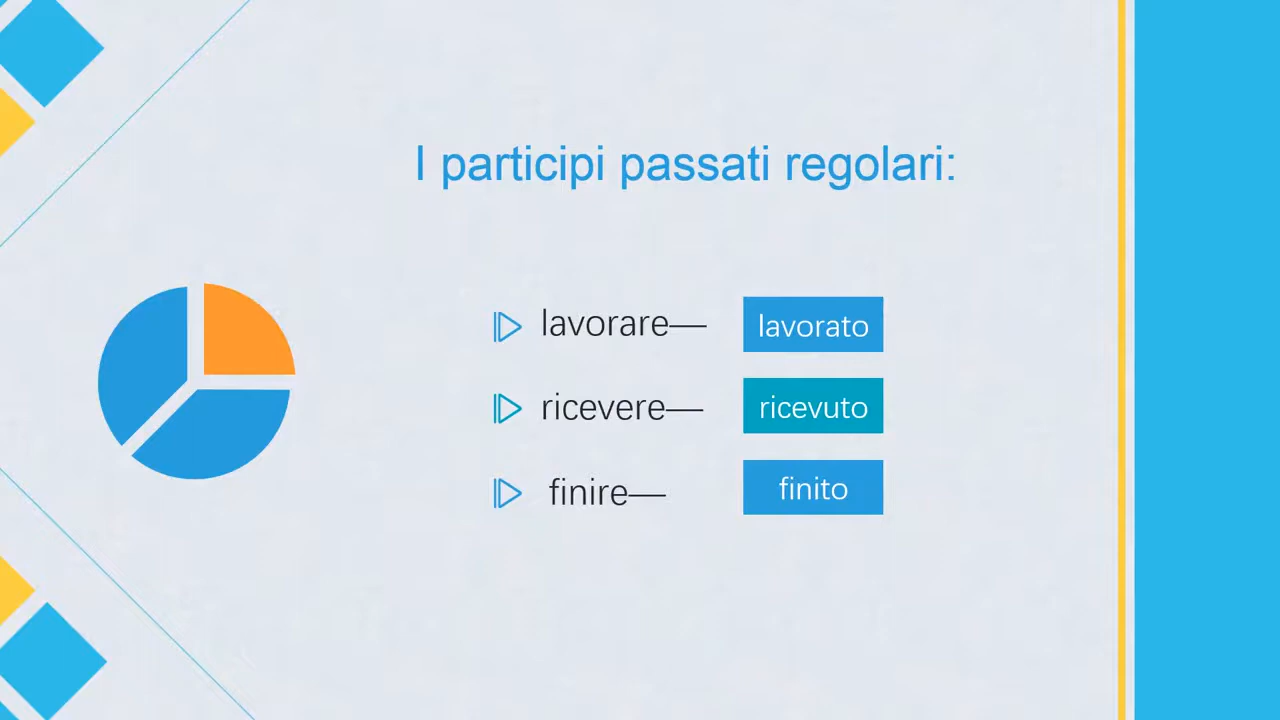 I participi passati regolari:
lavorare— lavorato
ricevere— ricevuto
finire— finito